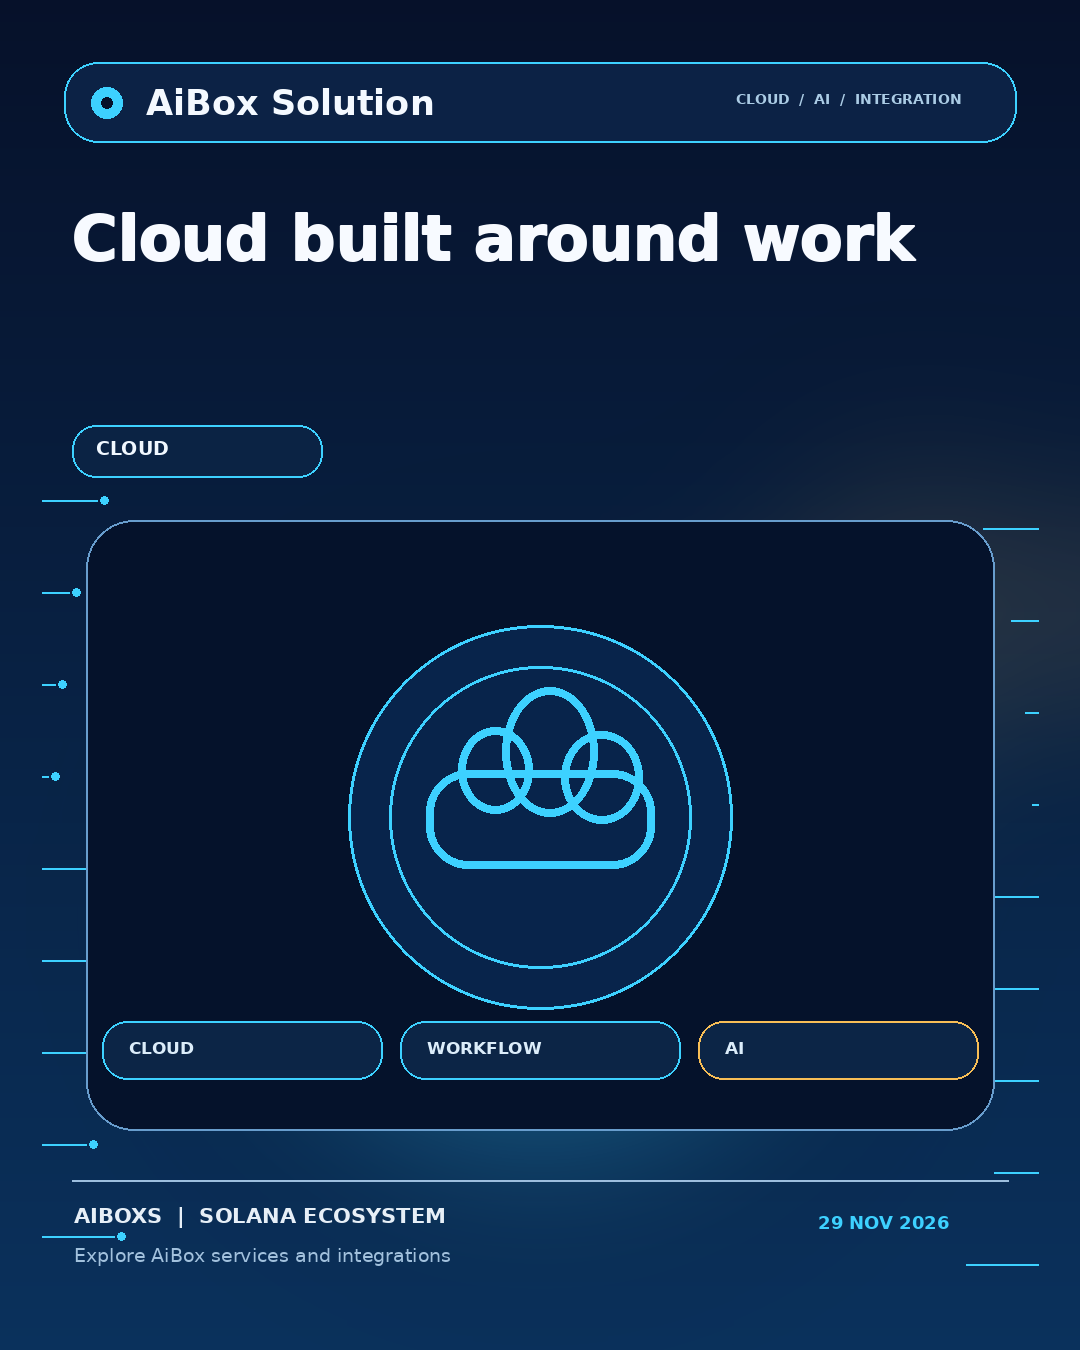 AiBox Solution
CLOUD / AI / INTEGRATION
Cloud built around work
CLOUD
CLOUD
WORKFLOW
AI
AIBOXS | SOLANA ECOSYSTEM
29 NOV 2026
Explore AiBox services and integrations